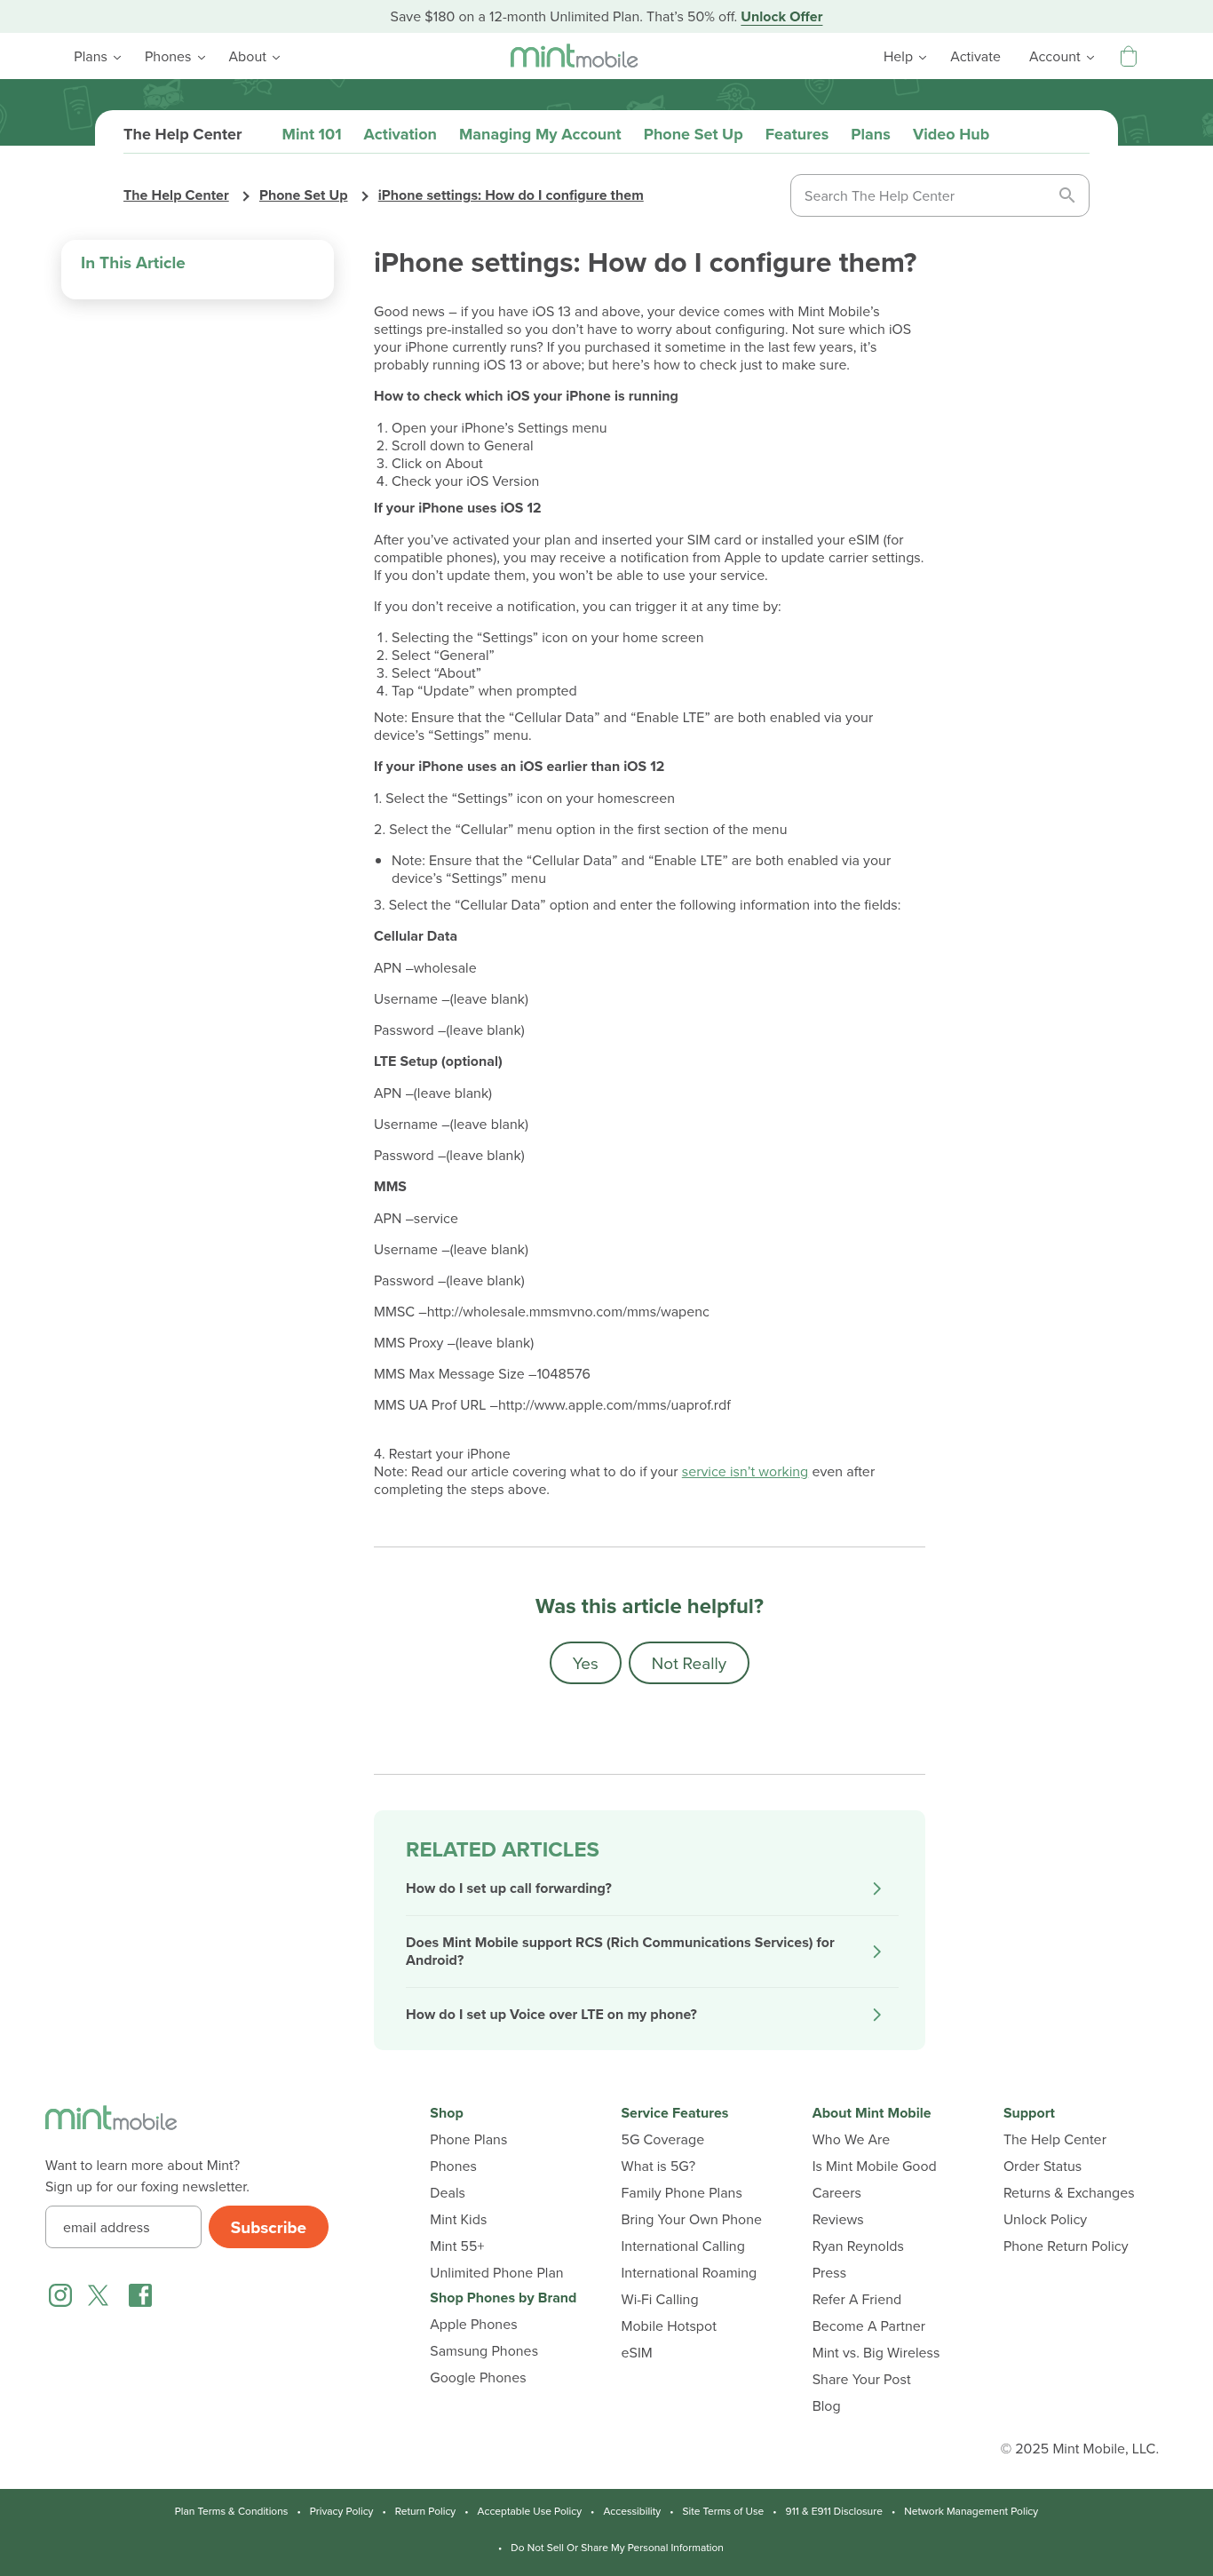 Save $180 on a 12-month Unlimited Plan. That’s 50% off. Unlock Offer
Plans
Phones
About
mintmobile
Help
Activate
Account
The Help Center
Mint 101
Activation
Managing My Account
Phone Set Up
Features
Plans
Video Hub
The Help Center
Phone Set Up
iPhone settings: How do I configure them
Search The Help Center
In This Article
iPhone settings: How do I configure them?
Good news – if you have iOS 13 and above, your device comes with Mint Mobile’s
settings pre-installed so you don’t have to worry about configuring. Not sure which iOS
your iPhone currently runs? If you purchased it sometime in the last few years, it’s
probably running iOS 13 or above; but here’s how to check just to make sure.
How to check which iOS your iPhone is running
1. Open your iPhone’s Settings menu
2. Scroll down to General
3. Click on About
4. Check your iOS Version
If your iPhone uses iOS 12
After you’ve activated your plan and inserted your SIM card or installed your eSIM (for
compatible phones), you may receive a notification from Apple to update carrier settings.
If you don’t update them, you won’t be able to use your service.
If you don’t receive a notification, you can trigger it at any time by:
1. Selecting the “Settings” icon on your home screen
2. Select “General”
3. Select “About”
4. Tap “Update” when prompted
Note: Ensure that the “Cellular Data” and “Enable LTE” are both enabled via your
device’s “Settings” menu.
If your iPhone uses an iOS earlier than iOS 12
1. Select the “Settings” icon on your homescreen
2. Select the “Cellular” menu option in the first section of the menu
• Note: Ensure that the “Cellular Data” and “Enable LTE” are both enabled via your
device’s “Settings” menu
3. Select the “Cellular Data” option and enter the following information into the fields:
Cellular Data
APN –wholesale
Username –(leave blank)
Password –(leave blank)
LTE Setup (optional)
APN –(leave blank)
Username –(leave blank)
Password –(leave blank)
MMS
APN –service
Username –(leave blank)
Password –(leave blank)
MMSC –http://wholesale.mmsmvno.com/mms/wapenc
MMS Proxy –(leave blank)
MMS Max Message Size –1048576
MMS UA Prof URL –http://www.apple.com/mms/uaprof.rdf
4. Restart your iPhone
Note: Read our article covering what to do if your service isn’t working even after
completing the steps above.
Was this article helpful?
Yes
Not Really
RELATED ARTICLES
How do I set up call forwarding?
Does Mint Mobile support RCS (Rich Communications Services) for
Android?
How do I set up Voice over LTE on my phone?
mintmobile
Want to learn more about Mint?
Sign up for our foxing newsletter.
email address
Subscribe
Shop
Phone Plans
Phones
Deals
Mint Kids
Mint 55+
Unlimited Phone Plan
Shop Phones by Brand
Apple Phones
Samsung Phones
Google Phones
Service Features
5G Coverage
What is 5G?
Family Phone Plans
Bring Your Own Phone
International Calling
International Roaming
Wi-Fi Calling
Mobile Hotspot
eSIM
About Mint Mobile
Who We Are
Is Mint Mobile Good
Careers
Reviews
Ryan Reynolds
Press
Refer A Friend
Become A Partner
Mint vs. Big Wireless
Share Your Post
Blog
Support
The Help Center
Order Status
Returns & Exchanges
Unlock Policy
Phone Return Policy
© 2025 Mint Mobile, LLC.
Plan Terms & Conditions • Privacy Policy • Return Policy • Acceptable Use Policy • Accessibility • Site Terms of Use • 911 & E911 Disclosure • Network Management Policy
• Do Not Sell Or Share My Personal Information